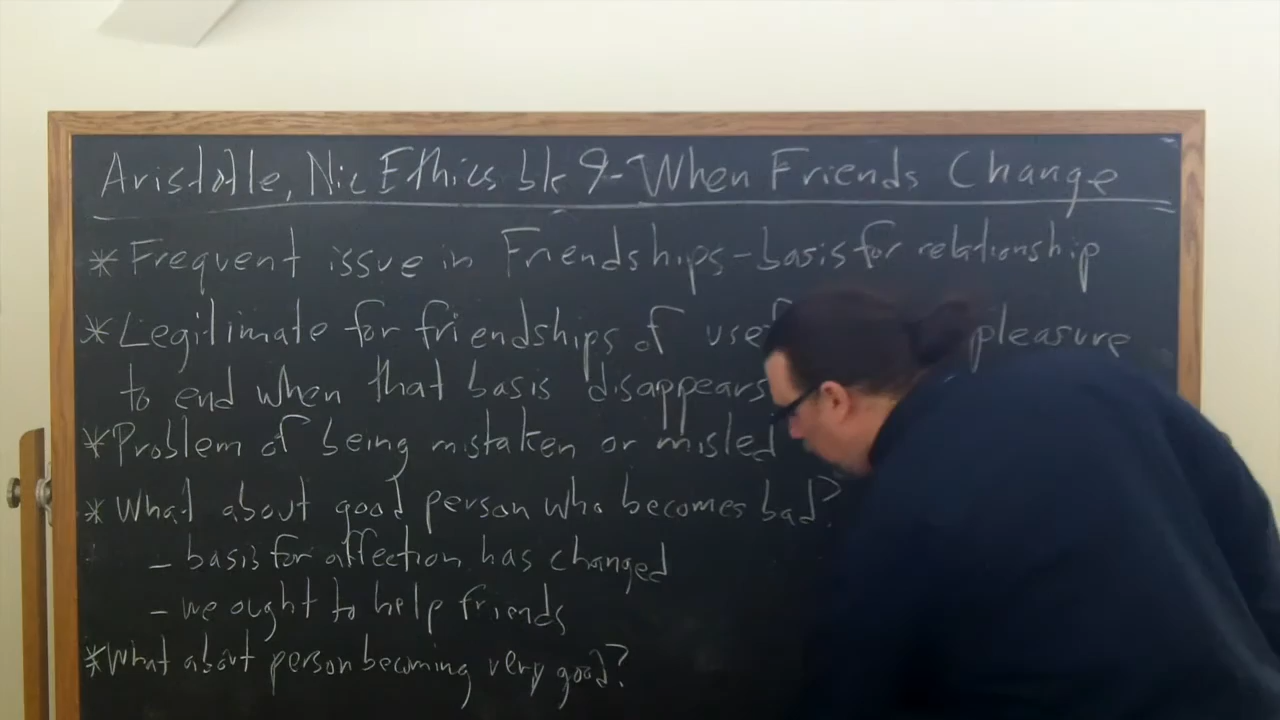 Aristotle, Nic Ethics bk 9-When Friends Change
* Frequent issue in Friendships-basis for relationship
* Legitimate for friendships of pleasure
to end when that basis disappears
* Problem of being mistaken or misled
* What about good person who becomes bad?
- basis for affection has changed
- we ought to help friends
* What about person becoming very good?